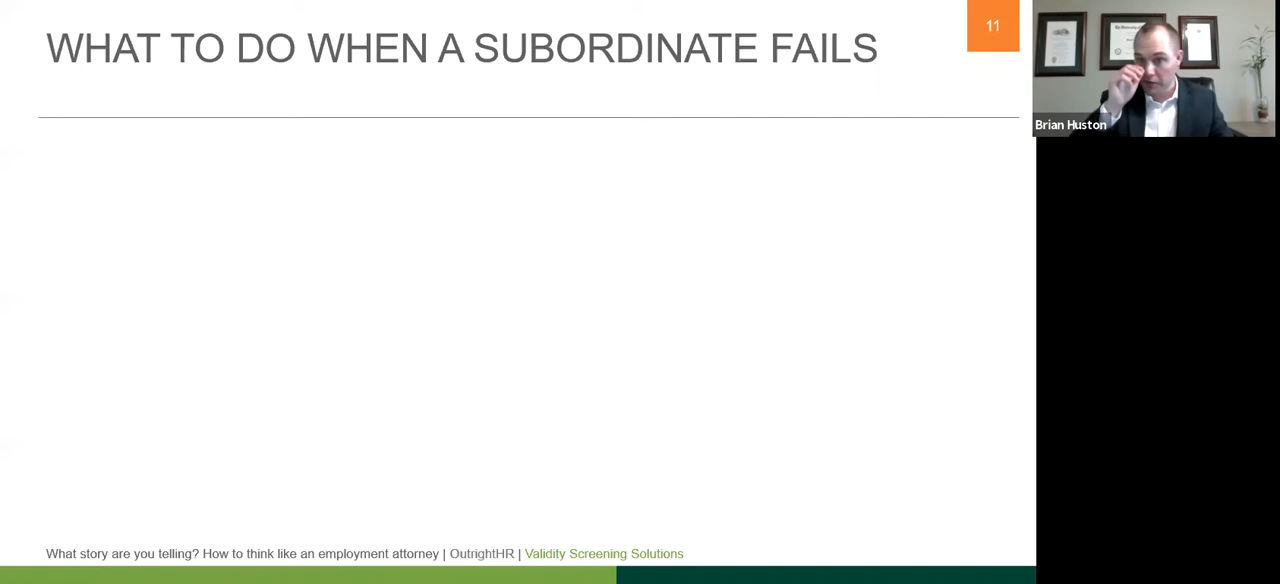 WHAT TO DO WHEN A SUBORDINATE FAILS
11
Brian Huston
What story are you telling? How to think like an employment attorney | OutrightHR | Validity Screening Solutions